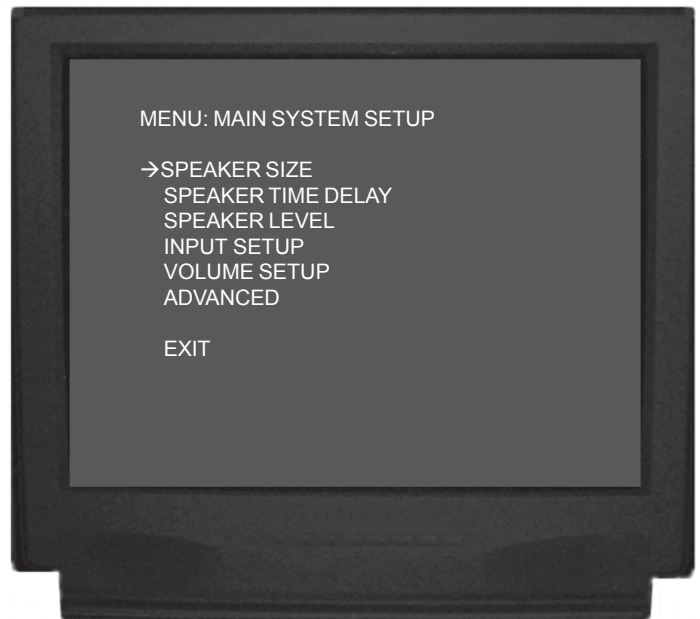 MENU: MAIN SYSTEM SETUP
→SPEAKER SIZE
SPEAKER TIME DELAY
SPEAKER LEVEL
INPUT SETUP
VOLUME SETUP
ADVANCED
EXIT